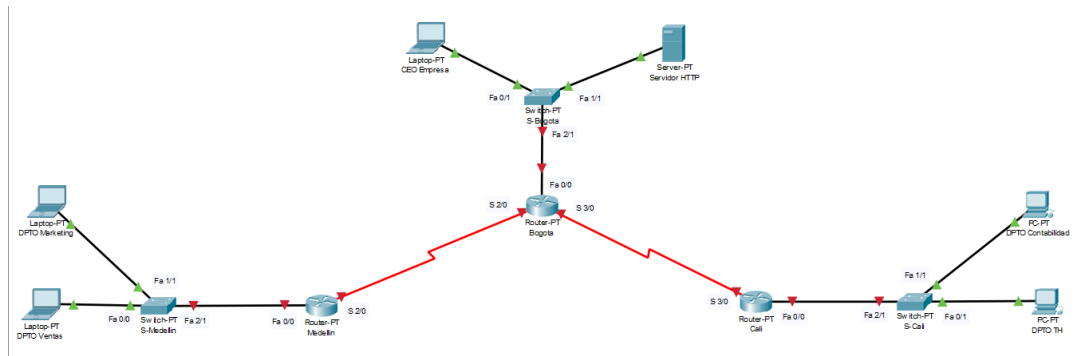 Laptop-PT
CEO Empresa
Server-PT
Servidor HTTP
Fa 0/1
Fa 1/1
Switch-PT
S-Bogota
Fa 2/1
Fa 0/0
S 2/0
S 3/0
Router-PT
Bogota
Laptop-PT
DPTO Marketing
Fa 1/1
Laptop-PT
DPTO Ventas
Fa 0/0
Switch-PT
S-Medellin
Fa 2/1
Fa 0/0
Router-PT
Medellin
S 2/0
PC-PT
DPTO Contabilidad
Fa 1/1
S 3/0
Router-PT
Cali
Fa 0/0
Fa 2/1
Switch-PT
S-Cali
Fa 0/1
PC-PT
DPTO TH